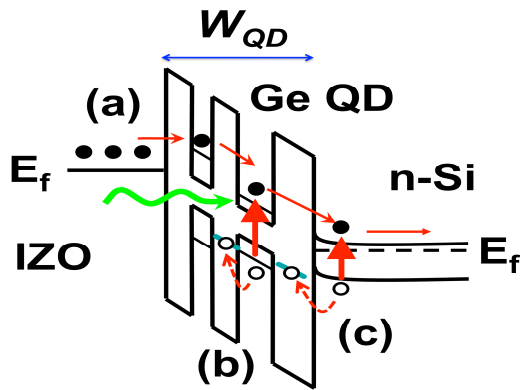 W_QD
(a)
Ge QD
E_f
n-Si
IZO
E_f
(b)
(c)